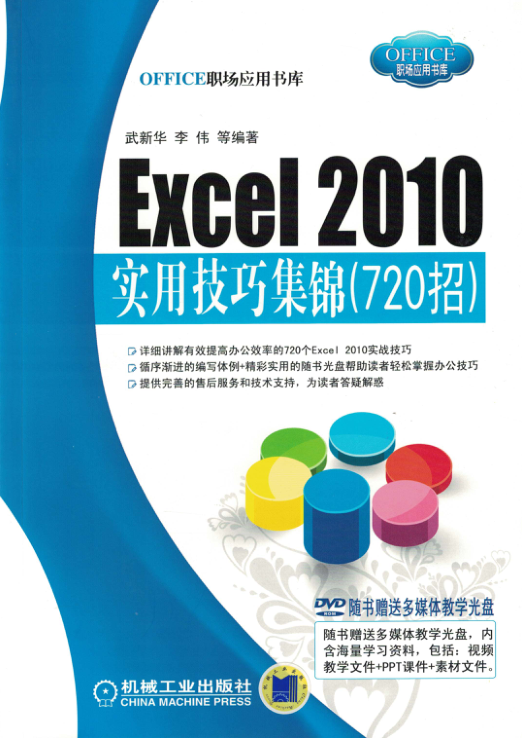 OFFICE
职场应用书库
OFFICE职场应用书库
武新华 李 伟 等编著
Excel 2010
实用技巧集锦(720招)
详细讲解有效提高办公效率的720个Excel 2010实战技巧
循序渐进的编写体例+精彩实用的随书光盘帮助读者轻松掌握办公技巧
提供完善的售后服务和技术支持，为读者答疑解惑
DVD
随书赠送多媒体教学光盘
随书赠送多媒体教学光盘，内
含海量学习资料，包括：视频
教学文件+PPT课件+素材文件。
机械工业出版社
CHINA MACHINE PRESS